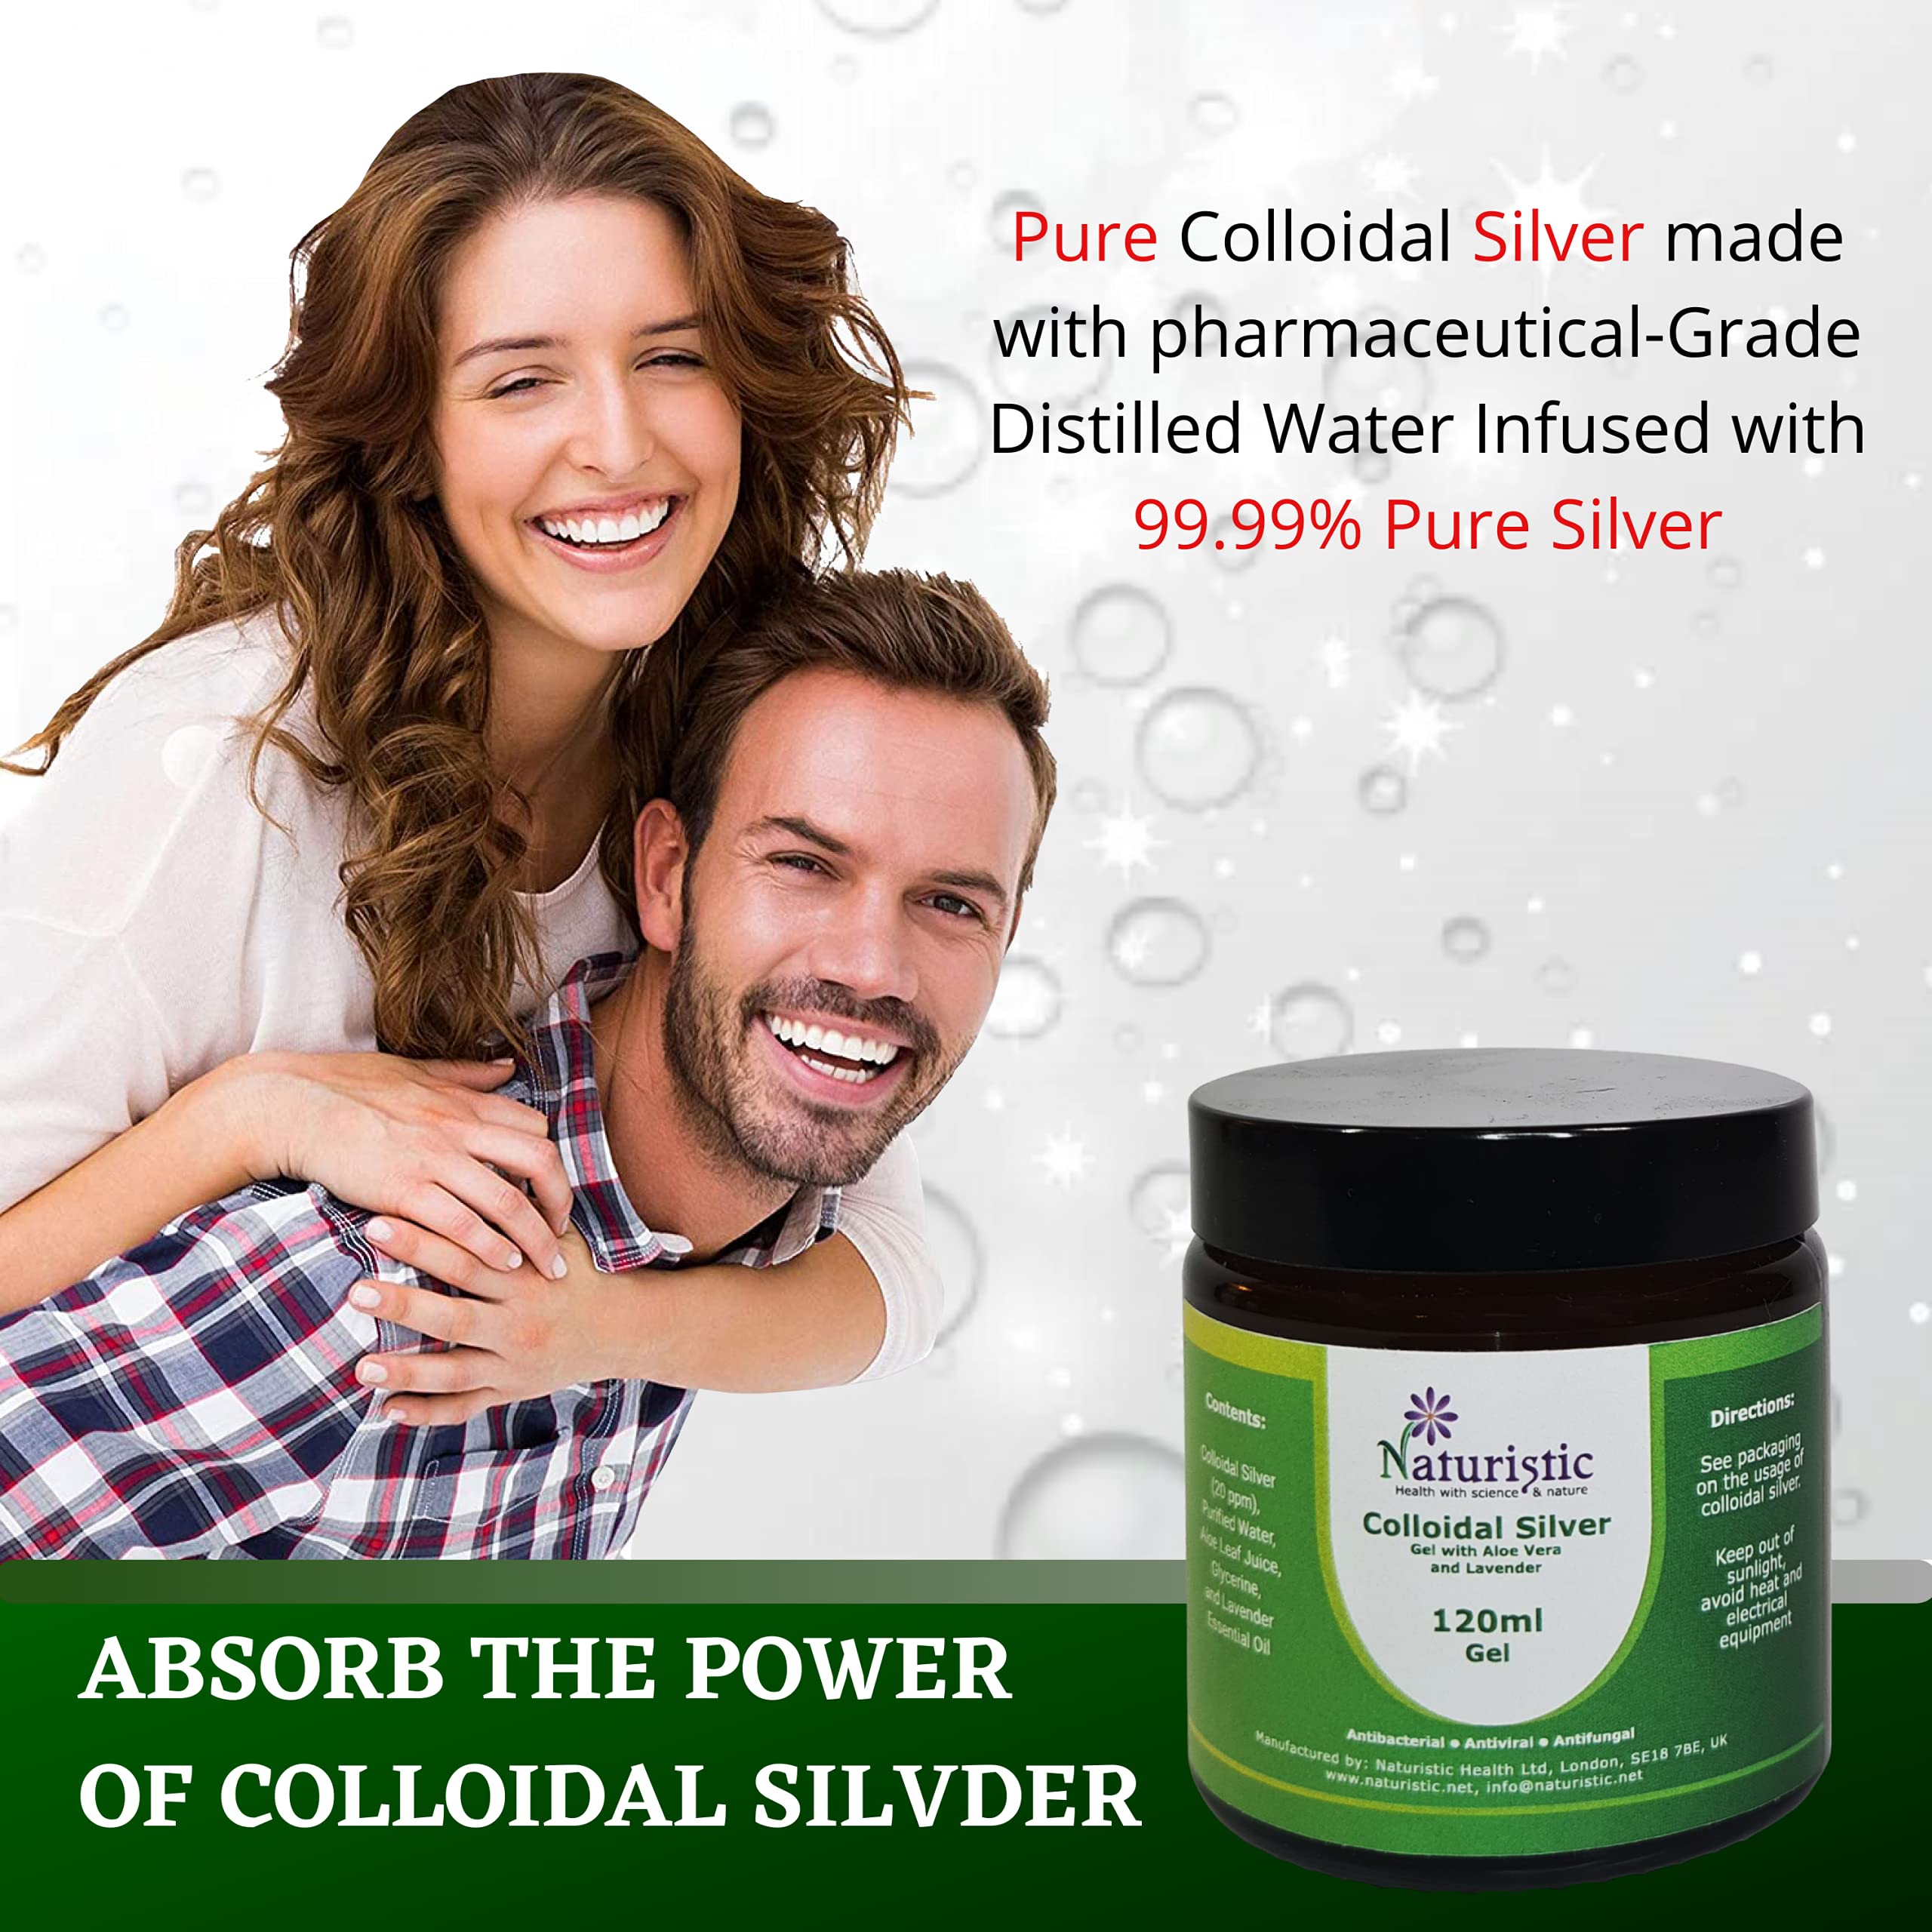 Pure Colloidal Silver made
with pharmaceutical-Grade
Distilled Water Infused with
99.99% Pure Silver
Contents:
Colloidal Silver
(20 ppm),
Purified Water,
Aloe Leaf Juice,
Glycerine,
and Lavender
Essential Oil
Naturistic
Health with science & nature
Colloidal Silver
Gel with Aloe Vera
and Lavender
120ml
Gel
Directions:
See packaging
on the usage of
colloidal silver.
Keep out of
sunlight,
avoid heat and
electrical
equipment
Antibacterial • Antiviral • Antifungal
Manufactured by: Naturistic Health Ltd, London, SE18 7BE, UK
www.naturistic.net, info@naturistic.net
ABSORB THE POWER
OF COLLOIDAL SILVDER